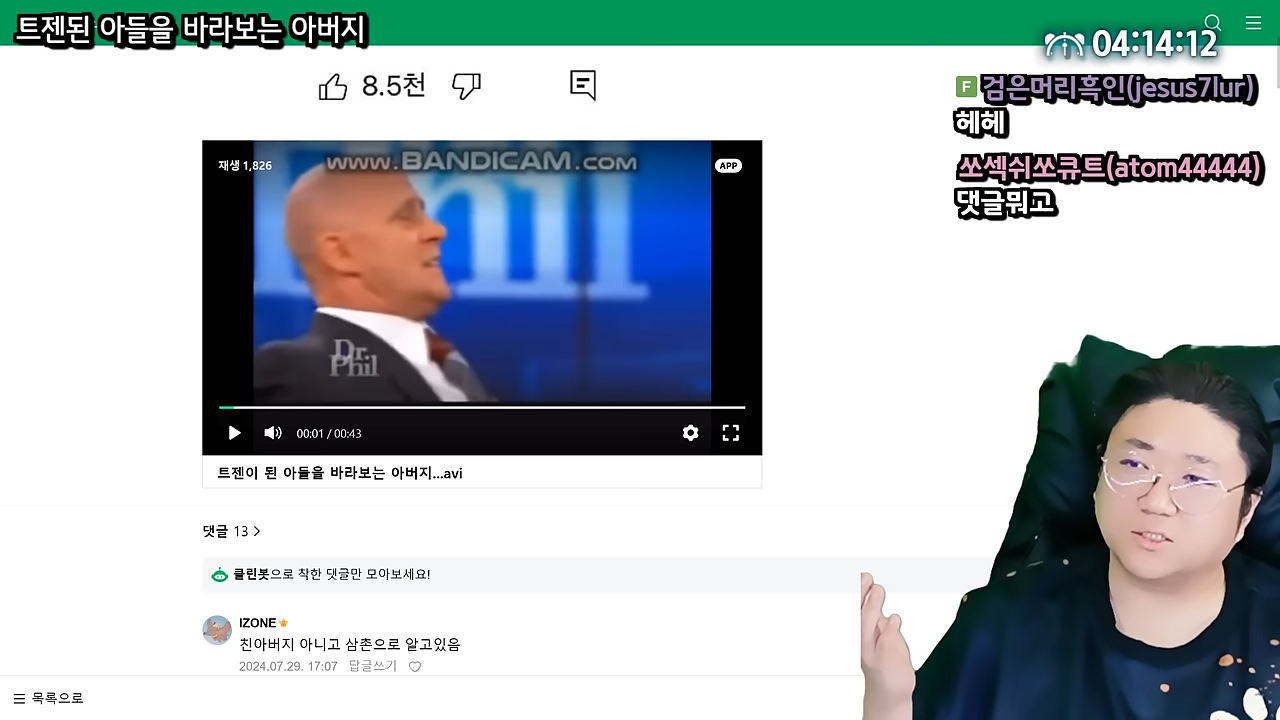 트젠된 아들을 바라보는 아버지
04:14:12
8.5천
F 검은머리흑인(jesus7lur)
헤헤
쏘섹쉬쏘큐트(atom44444)
댓글뭐고
재생 1,826
WWW.BANDICAM.COM
APP
hil
Dr.
Phil
00:01 / 00:43
트젠이 된 아들을 바라보는 아버지...avi
댓글 13 >
클린봇으로 착한 댓글만 모아보세요!
IZONE
친아버지 아니고 삼촌으로 알고있음
2024.07.29. 17:07 답글쓰기
목록으로